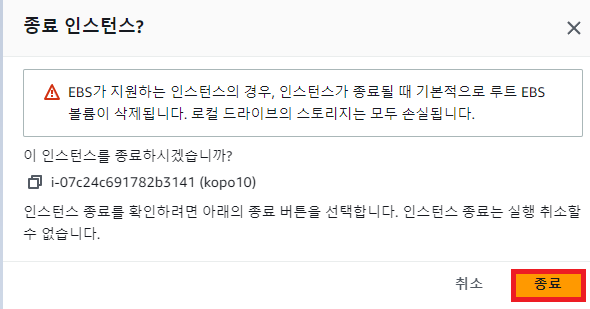 종료 인스턴스?
EBS가 지원하는 인스턴스의 경우, 인스턴스가 종료될 때 기본적으로 루트 EBS
볼륨이 삭제됩니다. 로컬 드라이브의 스토리지는 모두 손실됩니다.
이 인스턴스를 종료하시겠습니까?
i-07c24c691782b3141 (kopo10)
인스턴스 종료를 확인하려면 아래의 종료 버튼을 선택합니다. 인스턴스 종료는 실행 취소할
수 없습니다.
취소 종료